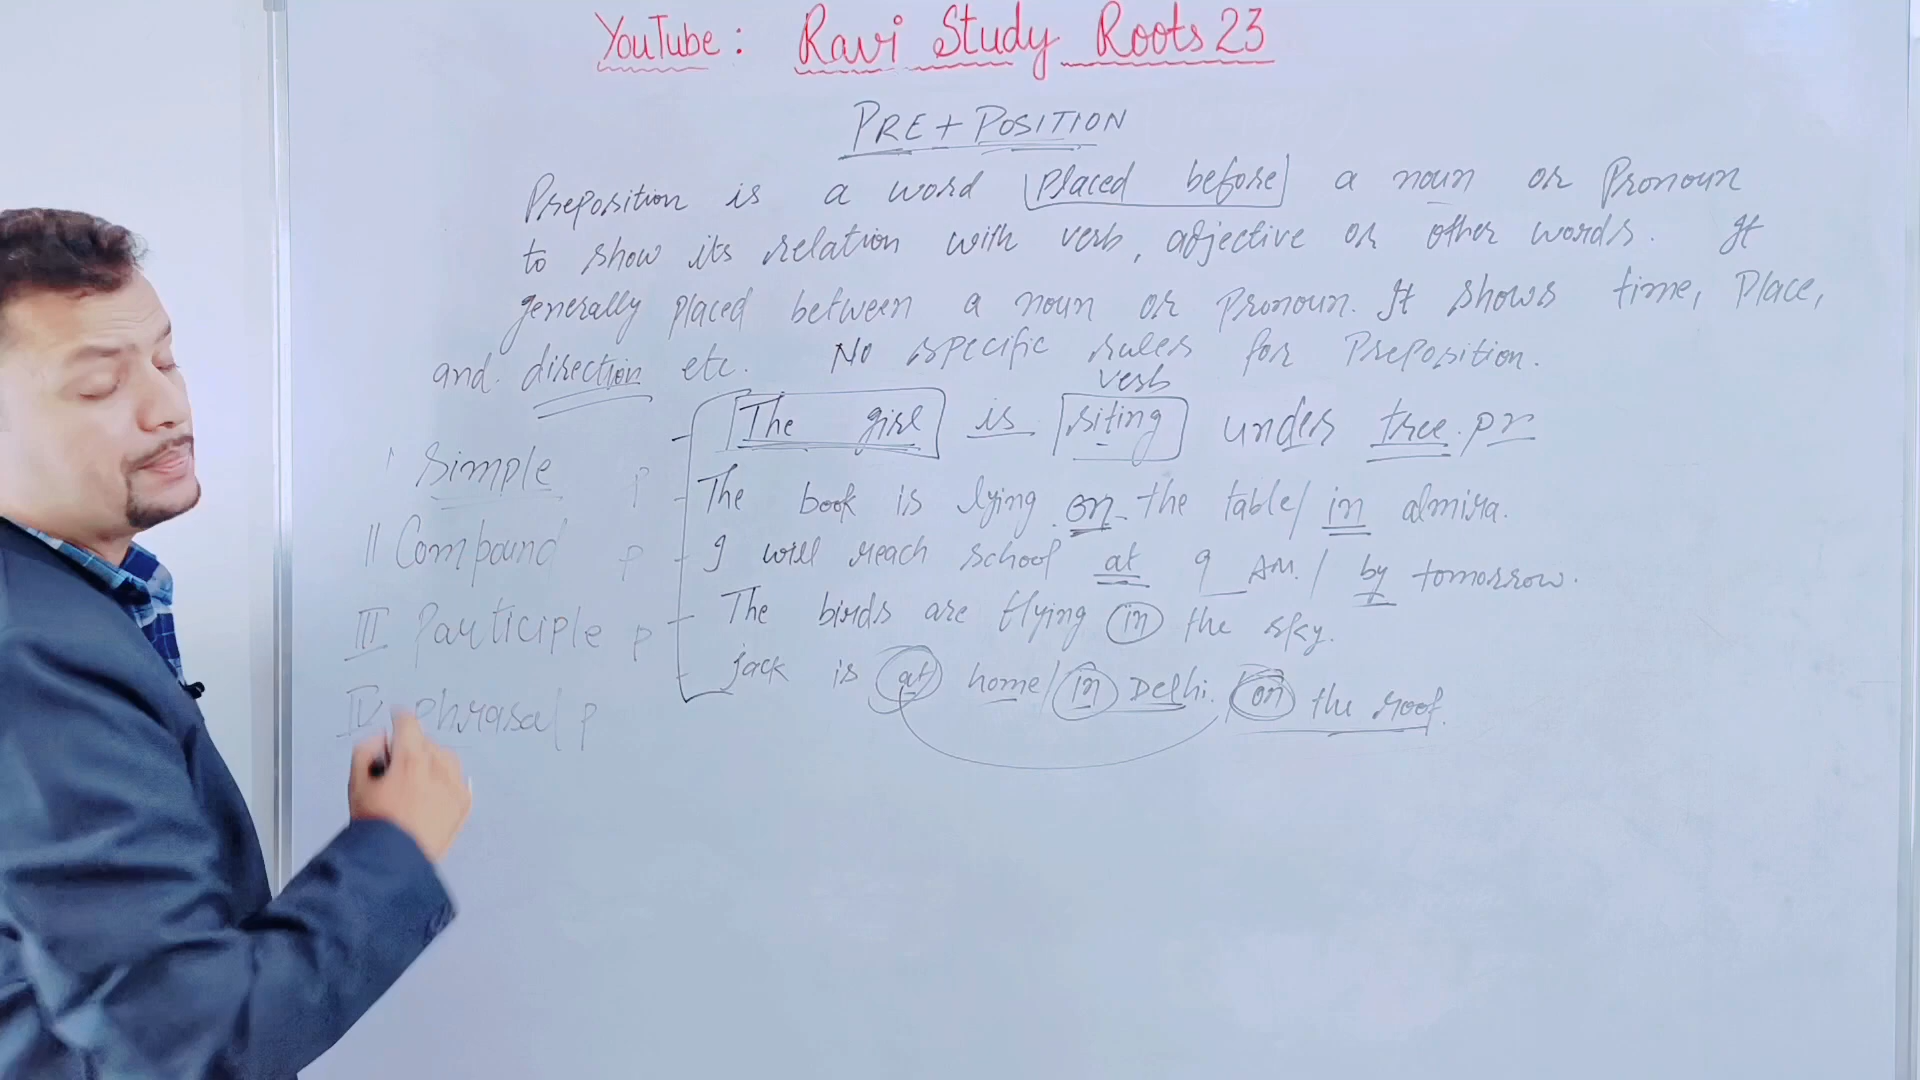 YouTube: Ravi Study Roots 23
PRE + POSITION
Preposition is a word placed before a noun or Pronoun
to show its relation with verb, adjective or other words. It
generally placed between a noun or pronoun. It shows time, Place,
and direction etc. No specific rules for Preposition.
verb
The girl is siting under tree. pr
I Simple P
The book is lying on the table/ in almira.
II Compound P
I will reach school at 9 AM. / by tomorrow.
III Participle P
The birds are flying in the sky.
IV Phrasal P
jack is at home/ in Delhi. on the roof.